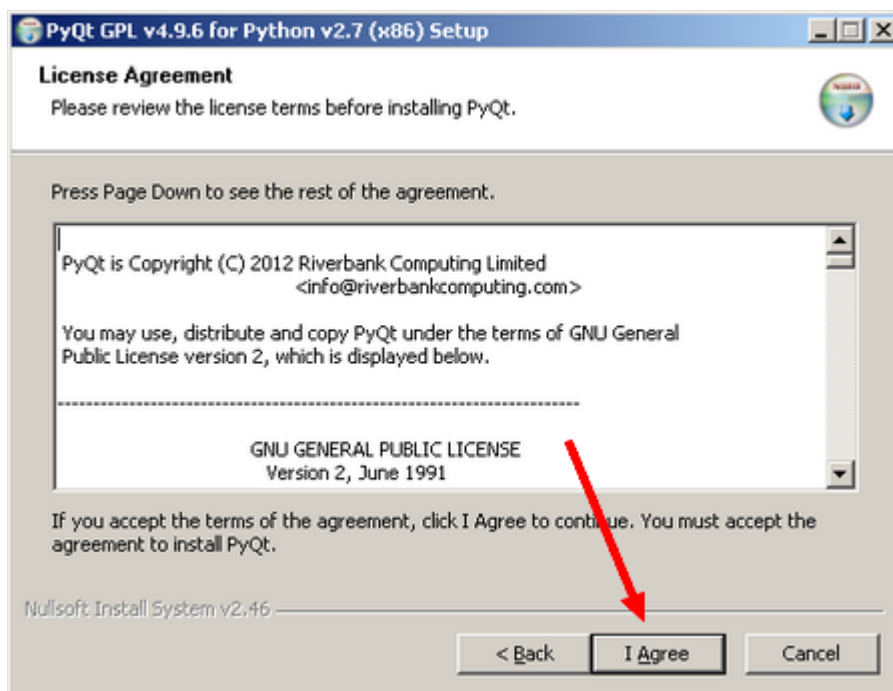 PyQt GPL v4.9.6 for Python v2.7 (x86) Setup
License Agreement
Please review the license terms before installing PyQt.
Press Page Down to see the rest of the agreement.
PyQt is Copyright (C) 2012 Riverbank Computing Limited
<info@riverbankcomputing.com>
You may use, distribute and copy PyQt under the terms of GNU General
Public License version 2, which is displayed below.
-------------------------------------------------------------------------
GNU GENERAL PUBLIC LICENSE
Version 2, June 1991
If you accept the terms of the agreement, click I Agree to continue. You must accept the
agreement to install PyQt.
Nullsoft Install System v2.46
< Back
I Agree
Cancel